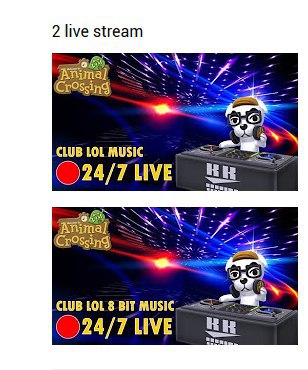 2 live stream
Animal
Crossing
CLUB LOL MUSIC
24/7 LIVE
KK
Animal
Crossing
CLUB LOL 8 BIT MUSIC
24/7 LIVE
KK